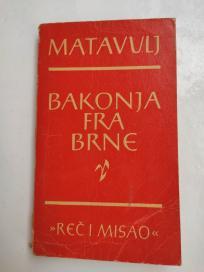 MATAVULJ
BAKONJA
FRA
BRNE
»REČ I MISAO«